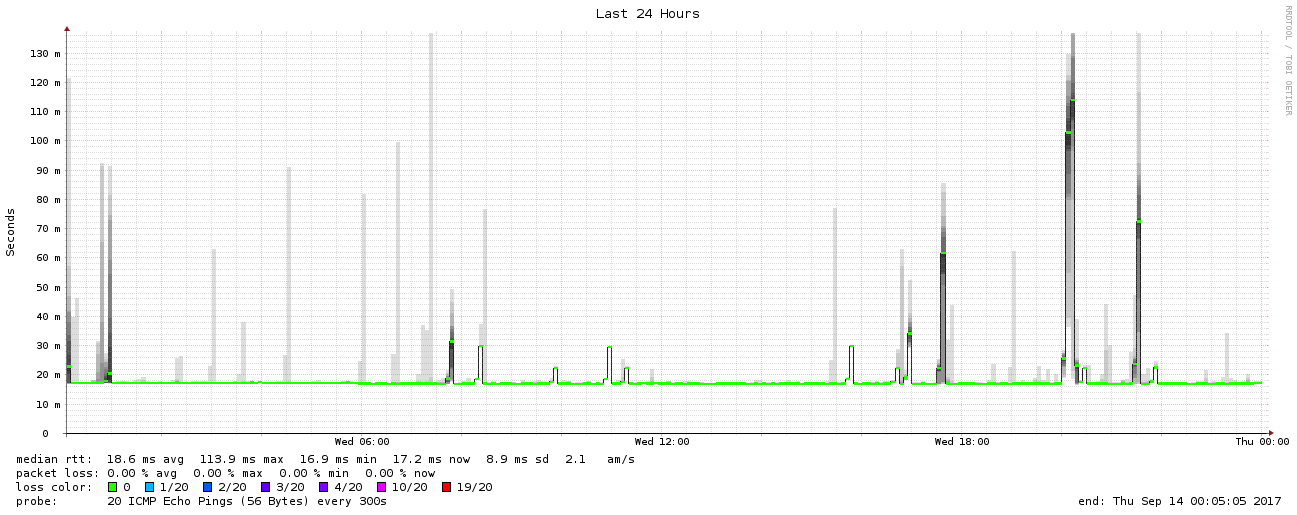 Last 24 Hours
RRDTOOL / TOBI OETIKER
Seconds
130 m
120 m
110 m
100 m
90 m
80 m
70 m
60 m
50 m
40 m
30 m
20 m
10 m
0
Wed 06:00 Wed 12:00 Wed 18:00 Thu 00:00
median rtt: 18.6 ms avg 113.9 ms max 16.9 ms min 17.2 ms now 8.9 ms sd 2.1 am/s
packet loss: 0.00 % avg 0.00 % max 0.00 % min 0.00 % now
loss color: 0 1/20 2/20 3/20 4/20 10/20 19/20
probe: 20 ICMP Echo Pings (56 Bytes) every 300s end: Thu Sep 14 00:05:05 2017